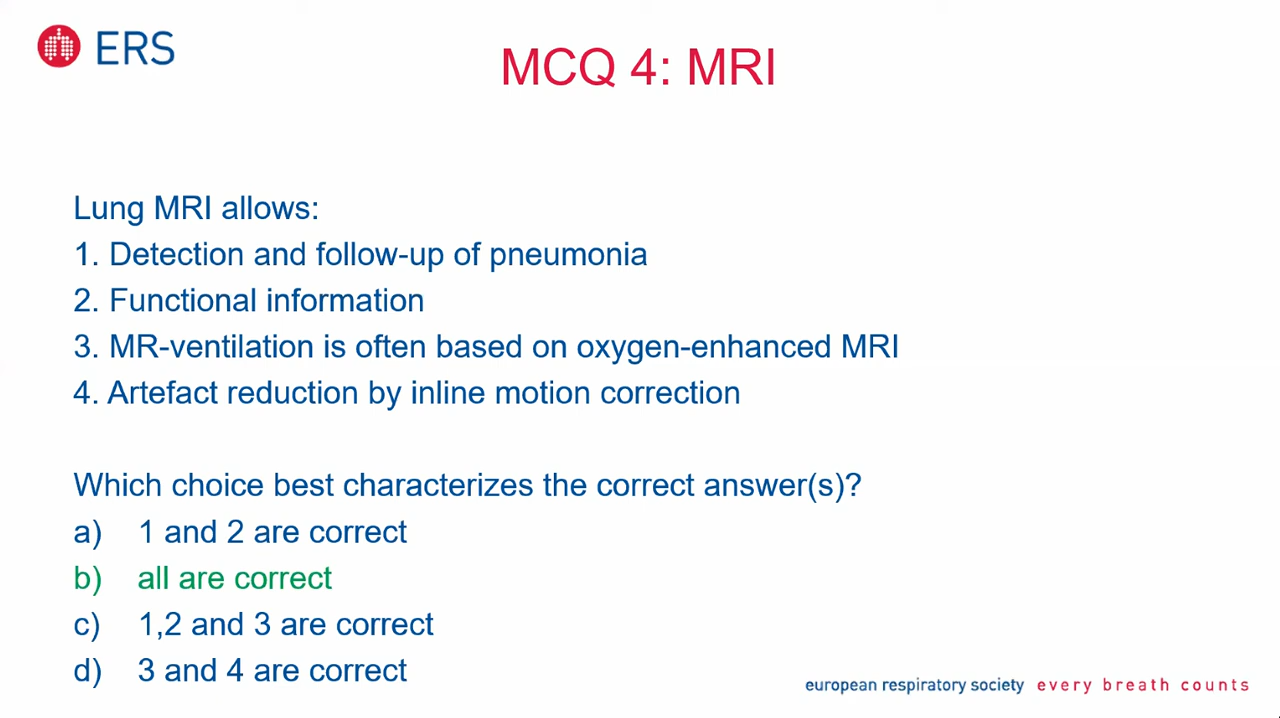 ERS
MCQ 4: MRI
Lung MRI allows:
1. Detection and follow-up of pneumonia
2. Functional information
3. MR-ventilation is often based on oxygen-enhanced MRI
4. Artefact reduction by inline motion correction
Which choice best characterizes the correct answer(s)?
a) 1 and 2 are correct
b) all are correct
c) 1,2 and 3 are correct
d) 3 and 4 are correct
european respiratory society every breath counts